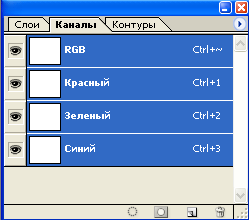 Слои Каналы Контуры
RGB Ctrl+~
Красный Ctrl+1
Зеленый Ctrl+2
Синий Ctrl+3